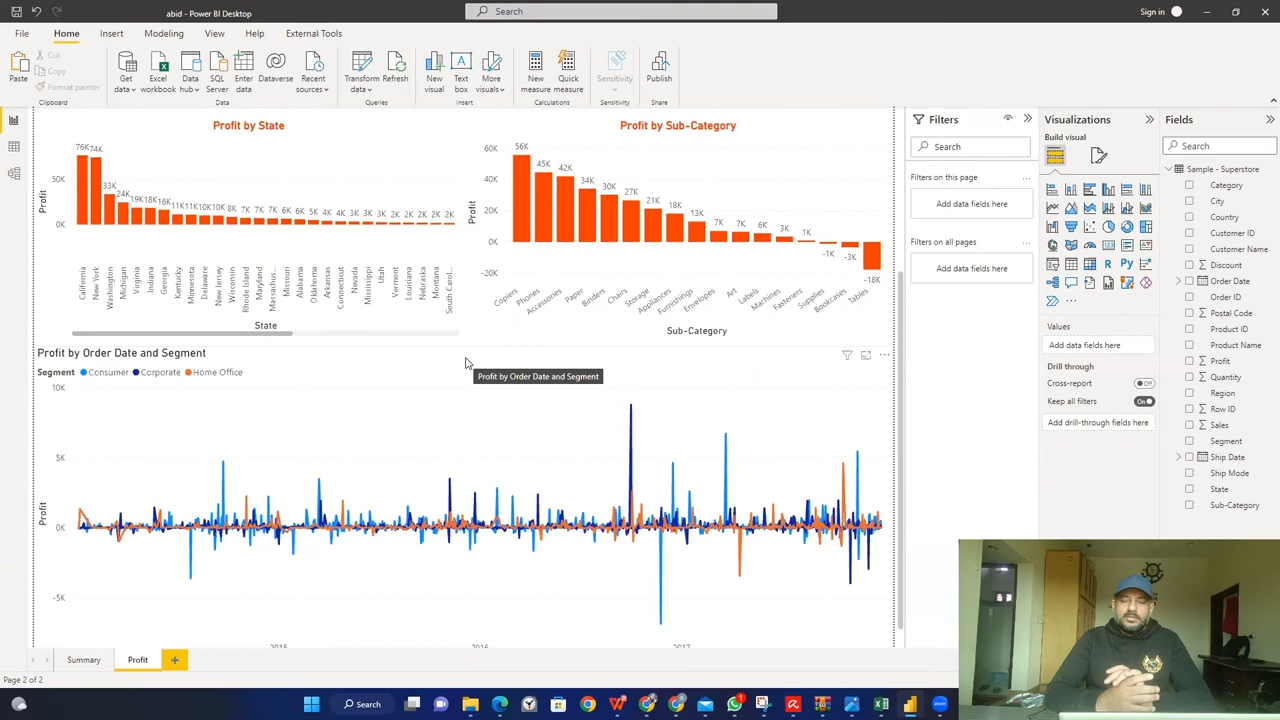 abid - Power BI Desktop
Search
Sign in
File
Home
Insert
Modeling
View
Help
External Tools
Paste
Cut
Copy
Format painter
Clipboard
Get data
Excel workbook
Data hub
SQL Server
Enter data
Dataverse
Recent sources
Data
Transform data
Refresh
Queries
New visual
Text box
More visuals
Insert
New measure
Quick measure
Calculations
Sensitivity
Sensitivity
Publish
Share
Profit by State
Profit
50K
0K
76K 74K 33K 24K 19K 18K 16K 11K 11K 10K 10K 8K 7K 7K 7K 6K 6K 5K 4K 4K 3K 3K 3K 2K 2K 2K 2K 2K
California
New York
Washington
Michigan
Virginia
Indiana
Georgia
Kentucky
Minnesota
Delaware
New Jersey
Wisconsin
Rhode Island
Maryland
Massachus...
Missouri
Alabama
Oklahoma
Arkansas
Connecticut
Nevada
Mississippi
Utah
Vermont
Louisiana
Nebraska
Montana
South Carol...
State
Profit by Sub-Category
Profit
60K
40K
20K
0K
-20K
56K 45K 42K 34K 30K 27K 21K 18K 13K 7K 7K 6K 3K 1K -1K -3K -18K
Copiers
Phones
Accessories
Paper
Binders
Chairs
Storage
Appliances
Furnishings
Envelopes
Art
Labels
Machines
Fasteners
Supplies
Bookcases
Tables
Sub-Category
Profit by Order Date and Segment
Segment Consumer Corporate Home Office
Profit by Order Date and Segment
Profit
10K
5K
0K
-5K
2015 2016 2017
Filters
Search
Filters on this page
Add data fields here
Filters on all pages
Add data fields here
Visualizations
Build visual
Values
Add data fields here
Drill through
Cross-report
Off
Keep all filters
On
Add drill-through fields here
Fields
Search
Sample - Superstore
Category
City
Country
Customer ID
Customer Name
Discount
Order Date
Order ID
Postal Code
Product ID
Product Name
Profit
Quantity
Region
Row ID
Sales
Segment
Ship Date
Ship Mode
State
Sub-Category
Summary
Profit
Page 2 of 2
Search